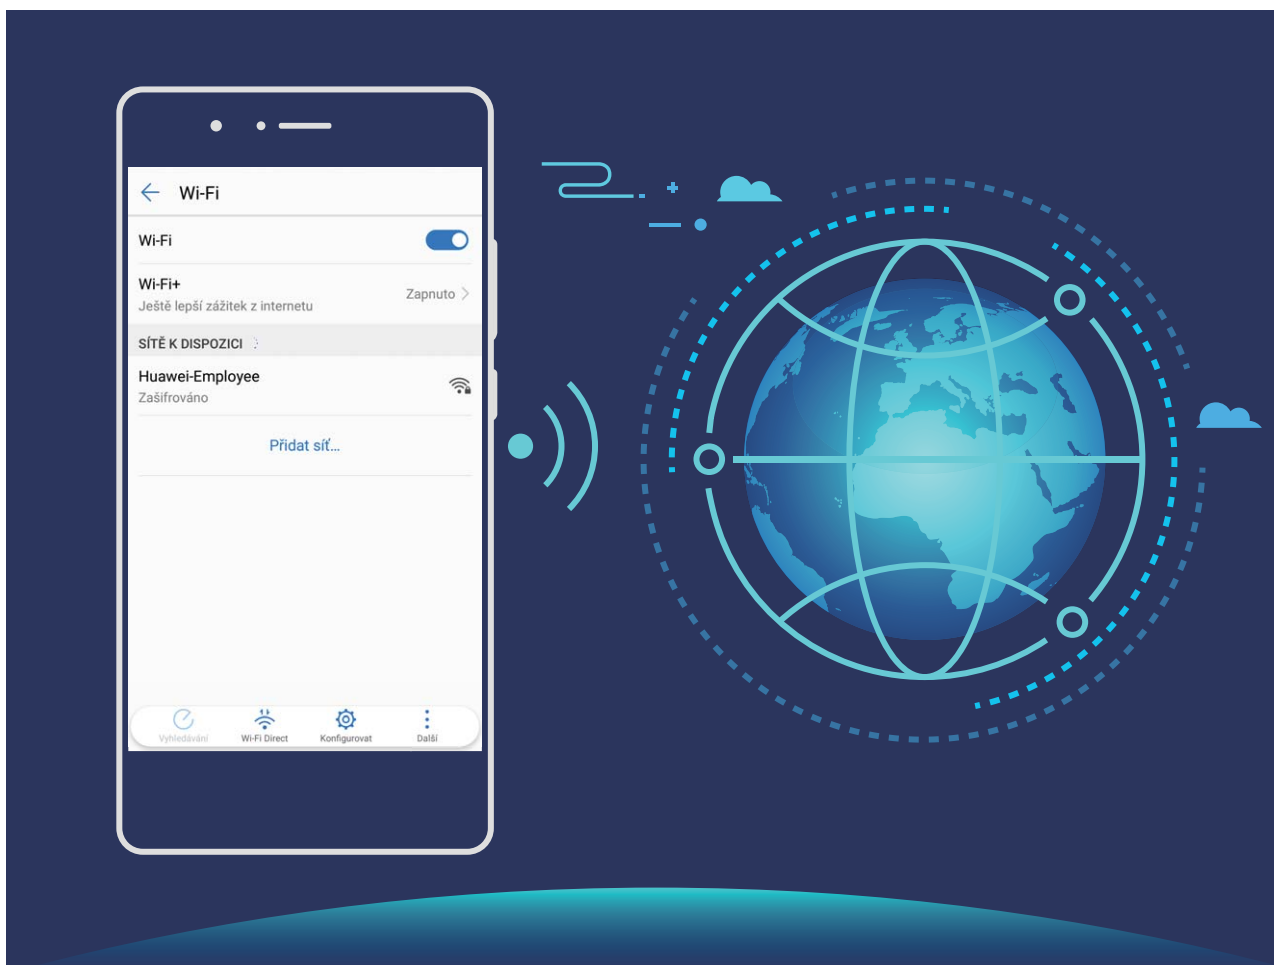 Wi-Fi
Wi-Fi
Wi-Fi+
Ještě lepší zážitek z internetu
Zapnuto
SÍTĚ K DISPOZICI
Huawei-Employee
Zašifrováno
Přidat síť...
Vyhledávání
Wi-Fi Direct
Konfigurovat
Další